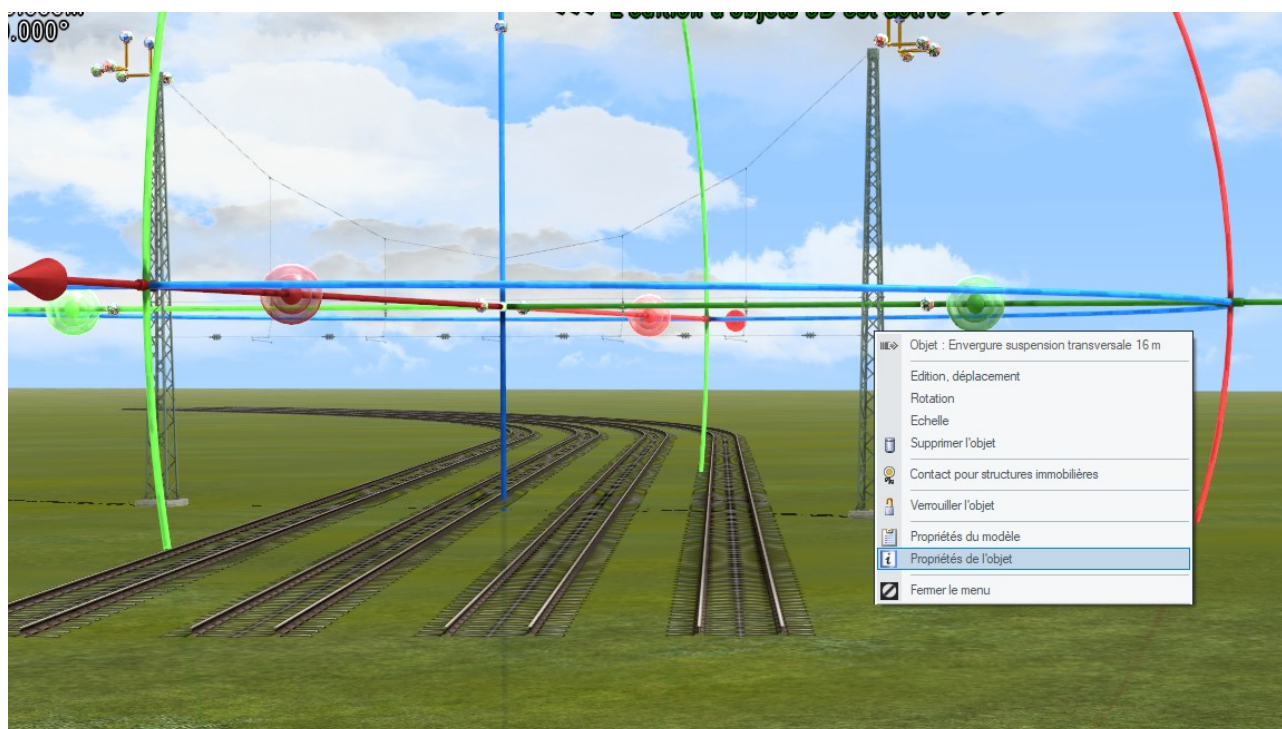 .000°
Objet : Envergure suspension transversale 16 m
Edition, déplacement
Rotation
Echelle
Supprimer l'objet
Contact pour structures immobilières
Verrouiller l'objet
Propriétés du modèle
Propriétés de l'objet
Fermer le menu